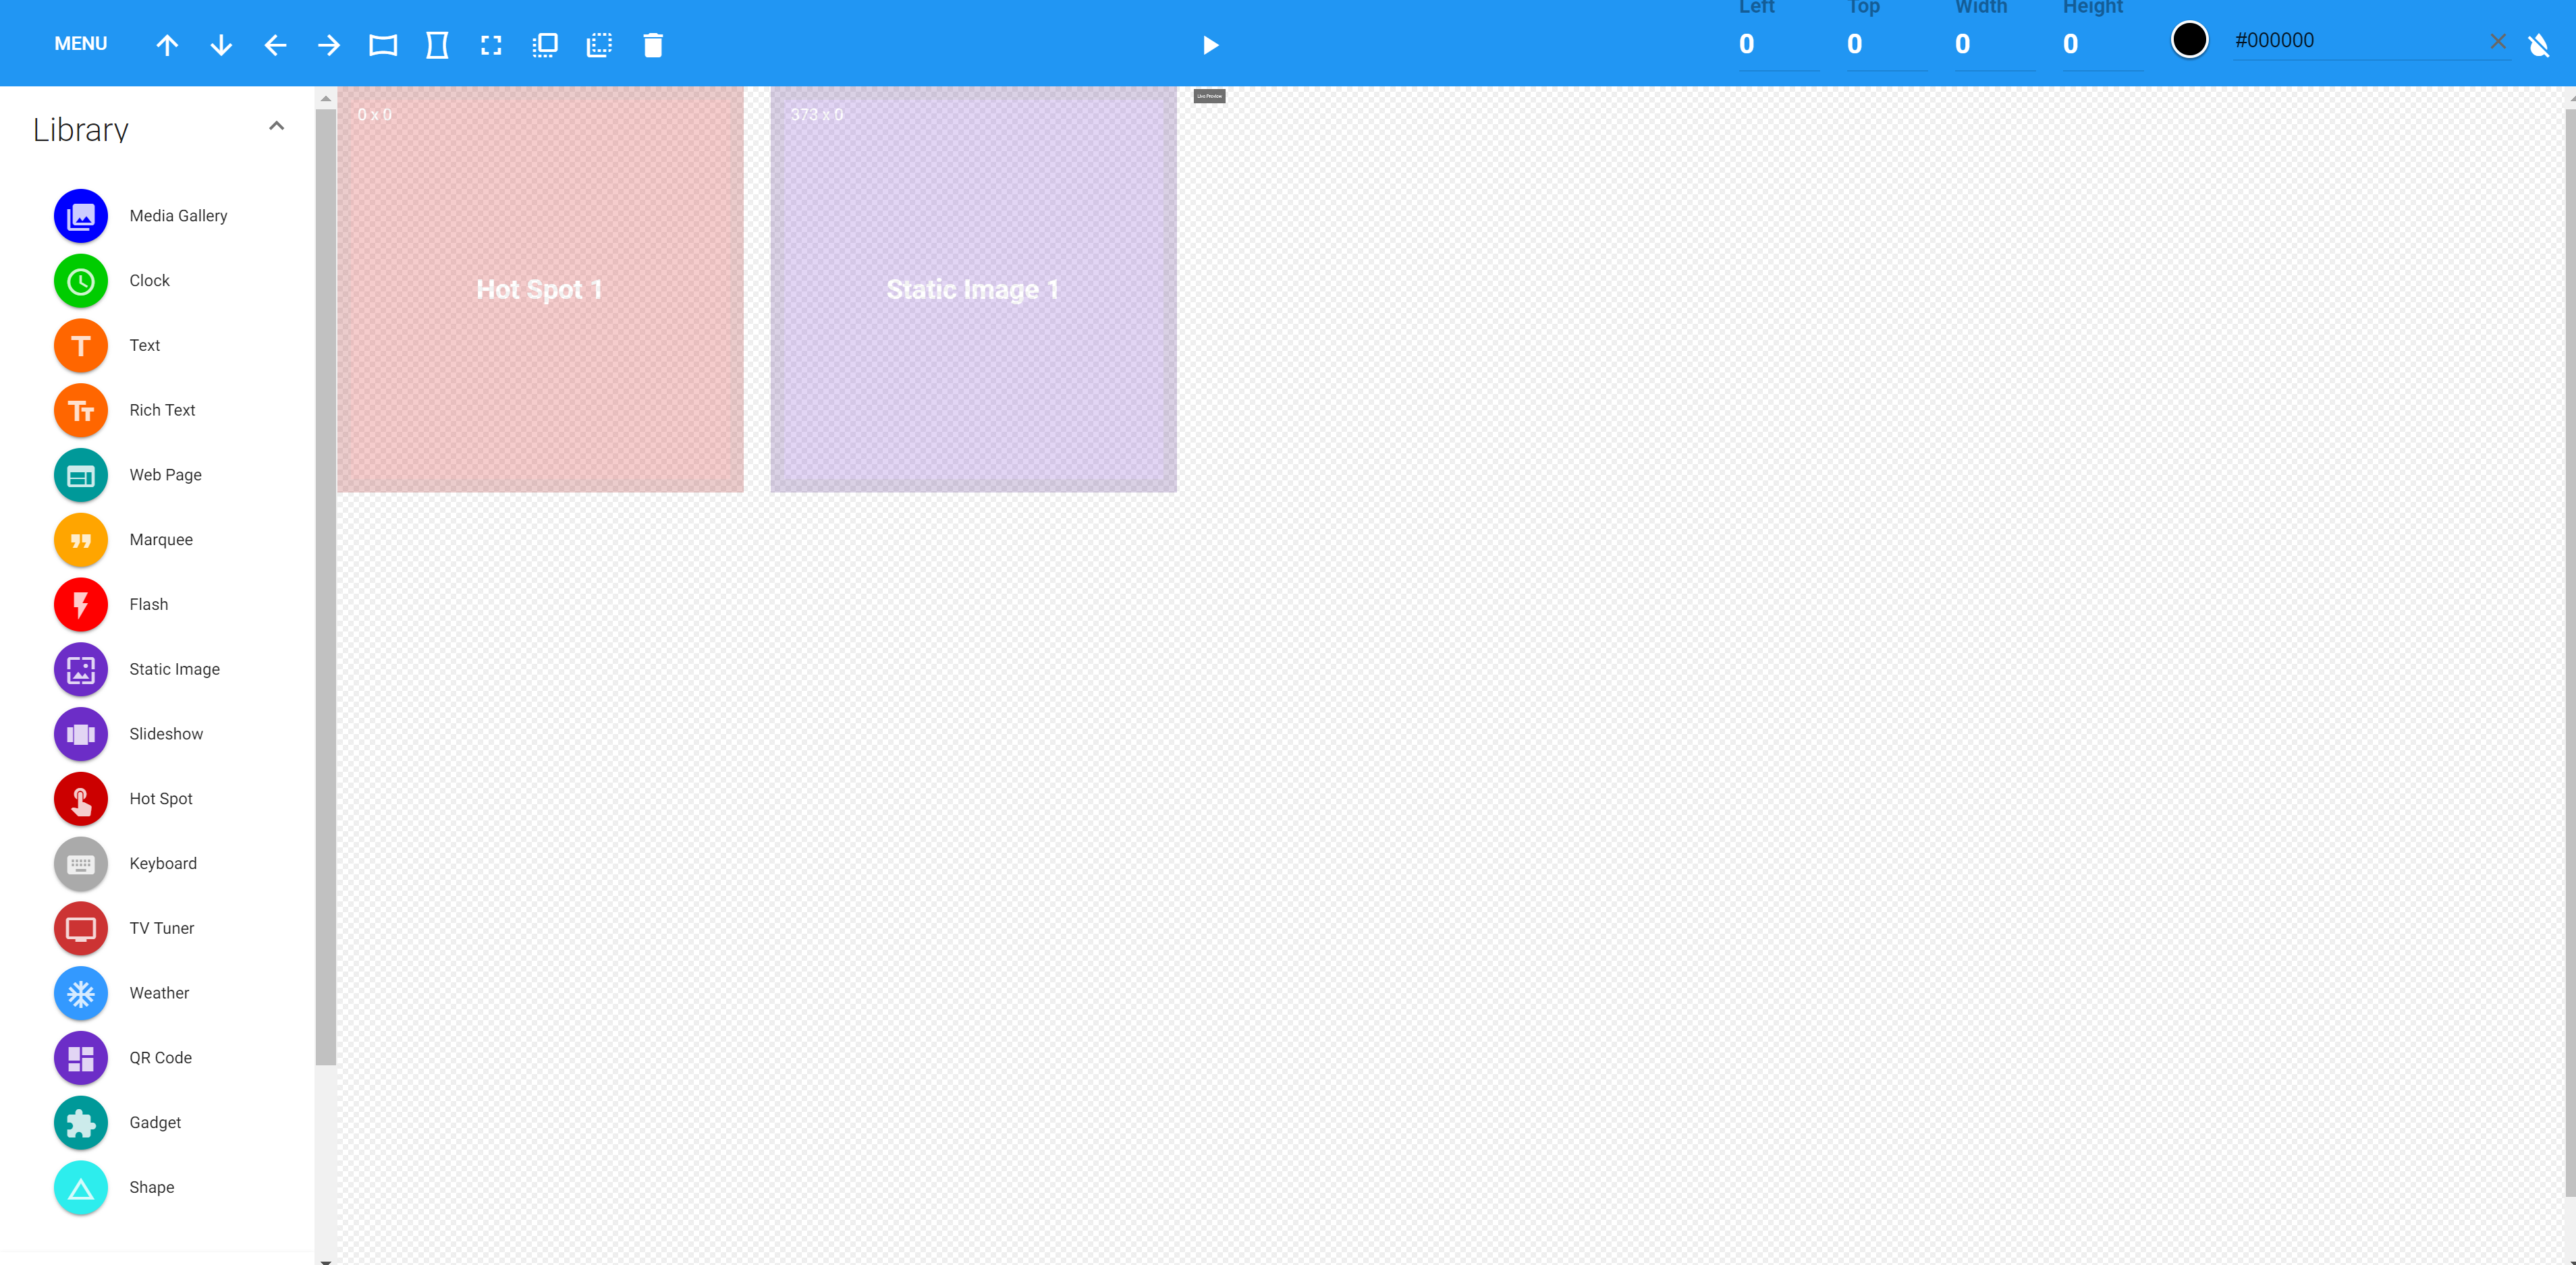 MENU
Left Top Width Height
0 0 0 0 #000000
Library
Media Gallery
Clock
Text
Rich Text
Web Page
Marquee
Flash
Static Image
Slideshow
Hot Spot
Keyboard
TV Tuner
Weather
QR Code
Gadget
Shape
0 x 0
Hot Spot 1
373 x 0
Static Image 1
Live Preview